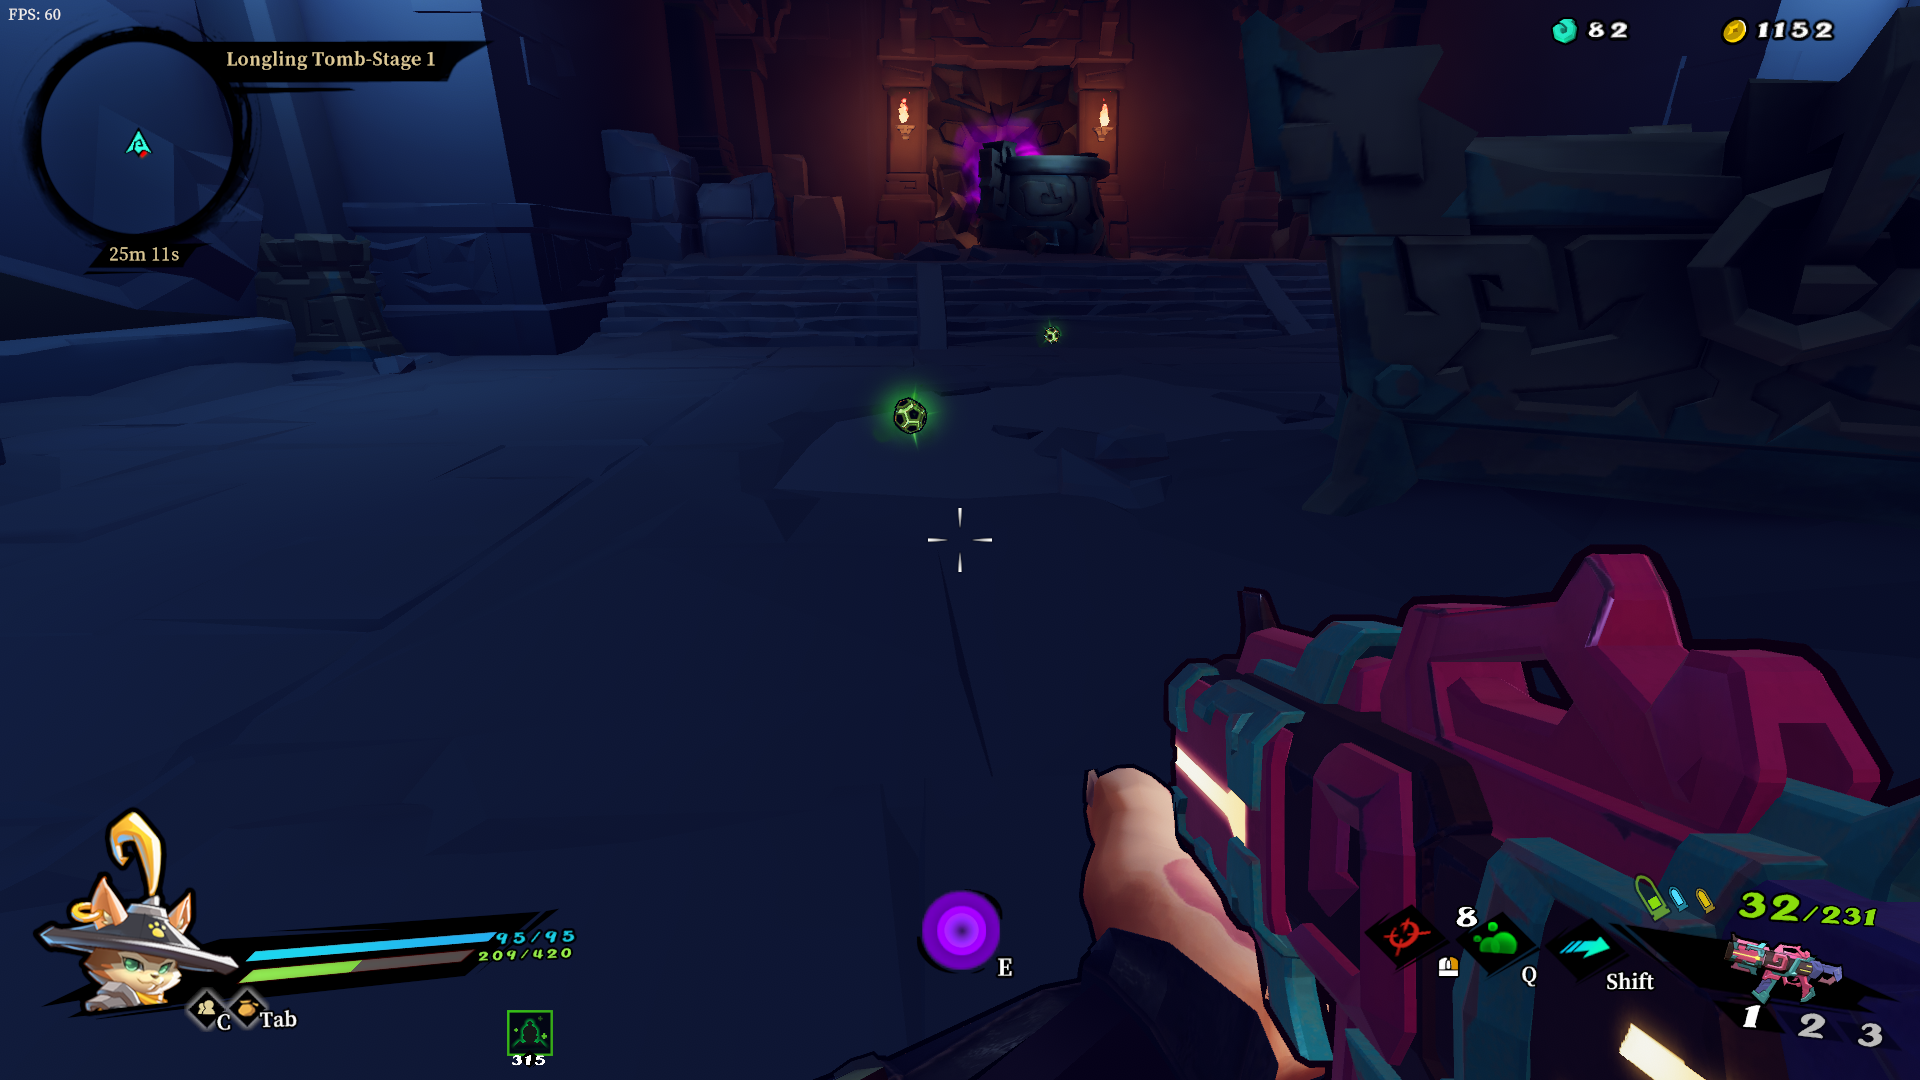 FPS: 60
Longling Tomb-Stage 1
82
1152
25m 11s
95/95
209/420
C
Tab
315
E
8
Q
Shift
32/231
1
2
3